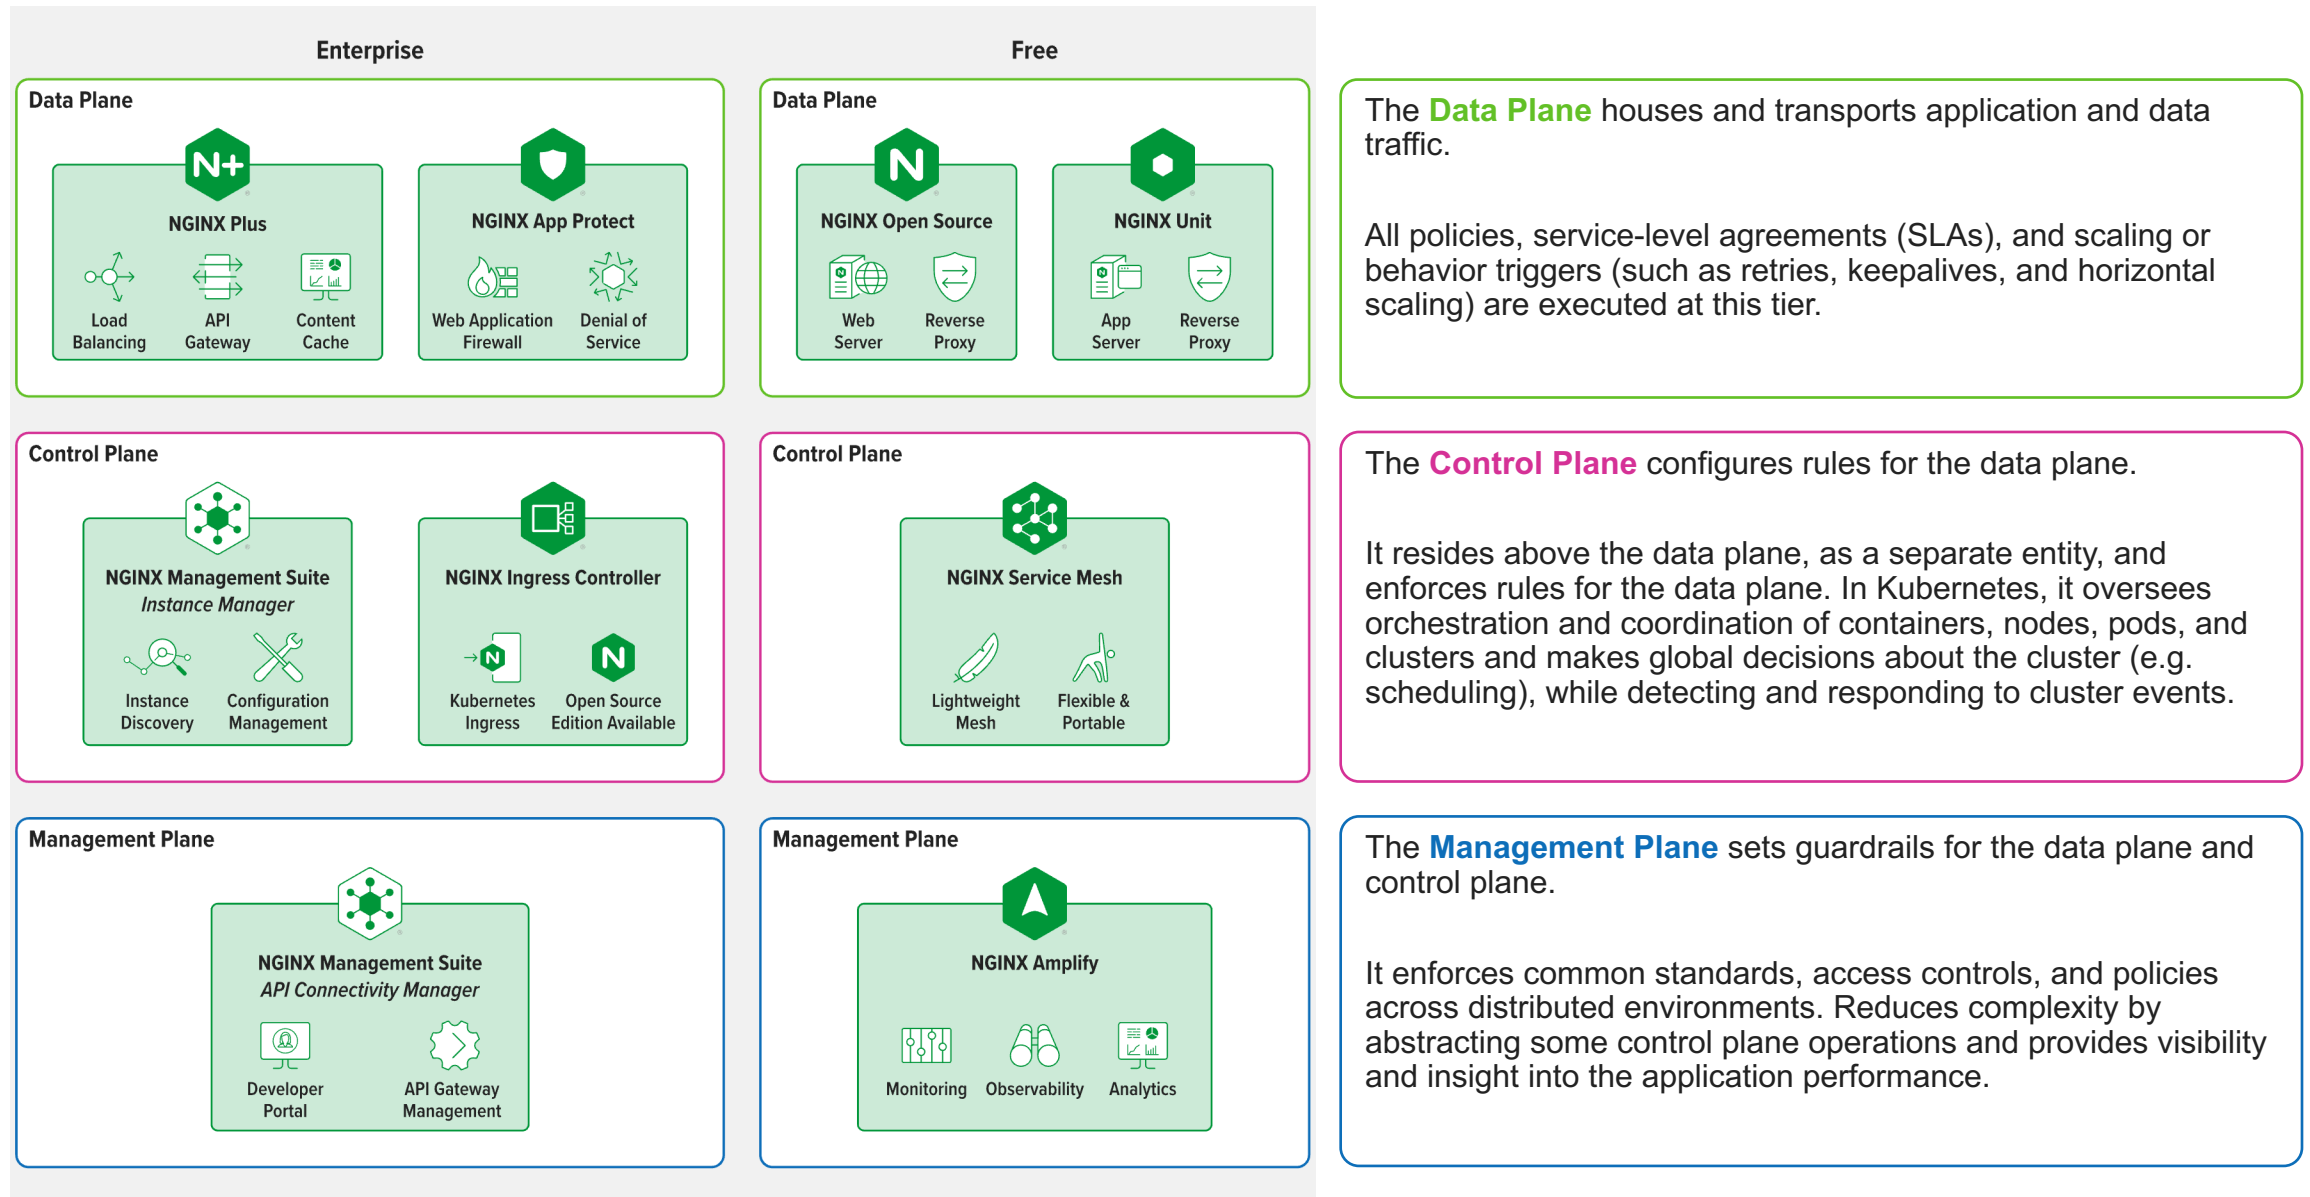 Enterprise
Free
Data Plane
N+
NGINX Plus
Load
Balancing
API
Gateway
Content
Cache
NGINX App Protect
Web Application
Firewall
Denial of
Service
Data Plane
N
NGINX Open Source
Web
Server
Reverse
Proxy
NGINX Unit
App
Server
Reverse
Proxy
The Data Plane houses and transports application and data
traffic.
All policies, service-level agreements (SLAs), and scaling or
behavior triggers (such as retries, keepalives, and horizontal
scaling) are executed at this tier.
Control Plane
NGINX Management Suite
Instance Manager
Instance
Discovery
Configuration
Management
NGINX Ingress Controller
N
Kubernetes
Ingress
N
Open Source
Edition Available
Control Plane
NGINX Service Mesh
Lightweight
Mesh
Flexible &
Portable
The Control Plane configures rules for the data plane.
It resides above the data plane, as a separate entity, and
enforces rules for the data plane. In Kubernetes, it oversees
orchestration and coordination of containers, nodes, pods, and
clusters and makes global decisions about the cluster (e.g.
scheduling), while detecting and responding to cluster events.
Management Plane
NGINX Management Suite
API Connectivity Manager
Developer
Portal
API Gateway
Management
Management Plane
NGINX Amplify
Monitoring
Observability
Analytics
The Management Plane sets guardrails for the data plane and
control plane.
It enforces common standards, access controls, and policies
across distributed environments. Reduces complexity by
abstracting some control plane operations and provides visibility
and insight into the application performance.